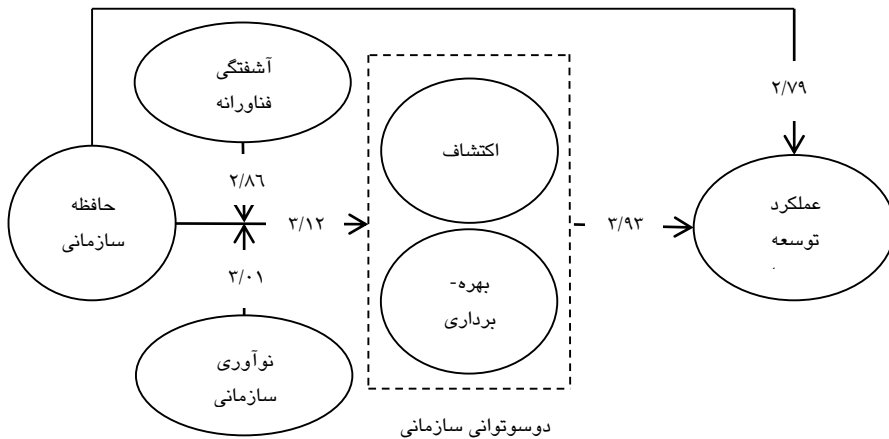 آشفتگی
فناورانه
۲/۷۹
اکتشاف
۲/۸۶
حافظه
سازمانی
۳/۱۲
۳/۹۳
عملکرد
توسعه
۳/۰۱
بهره-
برداری
نوآوری
سازمانی
دوسوتوانی سازمانی